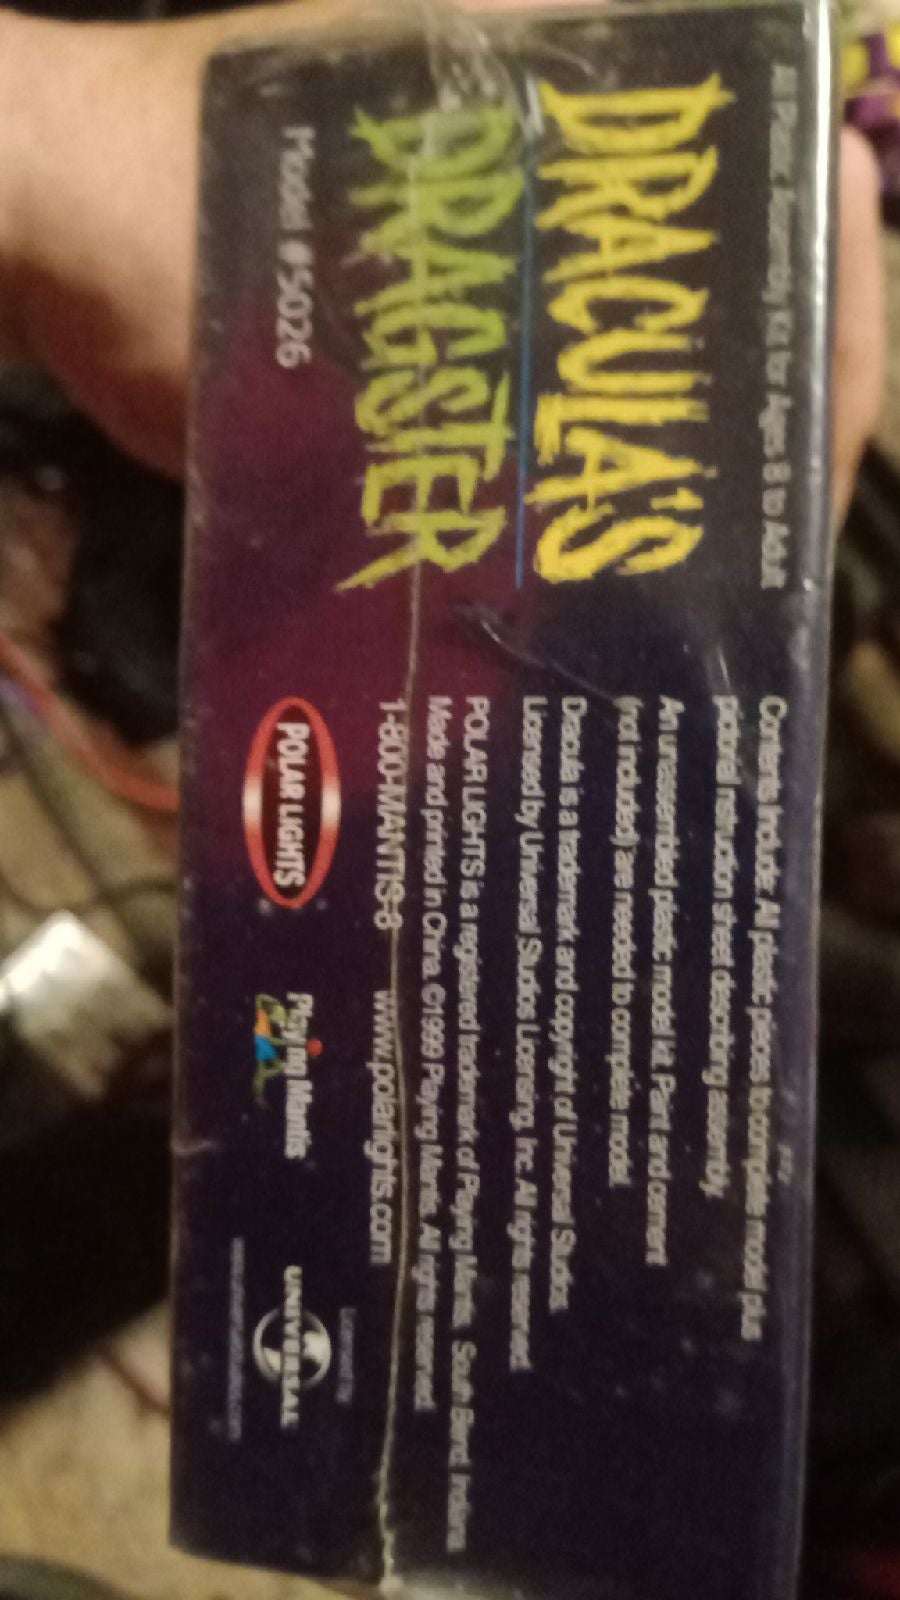 All Plastic Assembly Kit for Ages 8 to Adult
DRACULA'S
DRAGSTER
Model #5026
Contents Include: All plastic pieces to complete model plus
pictorial instruction sheet describing assembly.
An unassembled plastic model kit. Paint and cement
(not included) are needed to complete model.
Dracula is a trademark and copyright of Universal Studios.
Licensed by Universal Studios Licensing, Inc. All rights reserved.
POLAR LIGHTS is a registered trademark of Playing Mantis, South Bend, Indiana
Made and printed in China. ©1999 Playing Mantis, All rights reserved.
1-800-MANTIS-8 www.polarlights.com
POLAR LIGHTS
Playing Mantis
Licensed by
UNIVERSAL